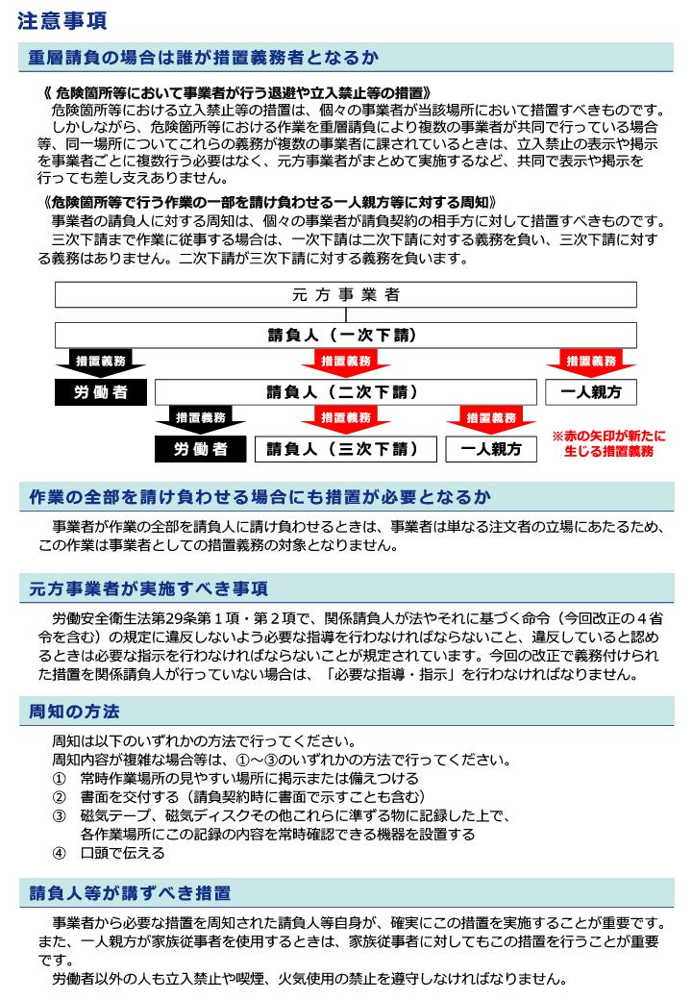 注意事項
重層請負の場合は誰が措置義務者となるか
《 危険箇所等において事業者が行う退避や立入禁止等の措置》
危険箇所等における立入禁止等の措置は、個々の事業者が当該場所において措置すべきものです。
しかしながら、危険箇所等における作業を重層請負により複数の事業者が共同で行っている場合
等、同一場所についてこれらの義務が複数の事業者に課されているときは、立入禁止の表示や掲示
を事業者ごとに複数行う必要はなく、元方事業者がまとめて実施するなど、共同で表示や掲示を
行っても差し支えありません。
《危険箇所等で行う作業の一部を請け負わせる一人親方等に対する周知》
事業者の請負人に対する周知は、個々の事業者が請負契約の相手方に対して措置すべきものです。
三次下請まで作業に従事する場合は、一次下請は二次下請に対する義務を負い、三次下請に対す
る義務はありません。二次下請が三次下請に対する義務を負います。
元方事業者
請負人（一次下請）
措置義務 措置義務 措置義務
労働者 請負人（二次下請） 一人親方
措置義務 措置義務 措置義務
労働者 請負人（三次下請） 一人親方
※赤の矢印が新たに
生じる措置義務
作業の全部を請け負わせる場合にも措置が必要となるか
事業者が作業の全部を請負人に請け負わせるときは、事業者は単なる注文者の立場にあたるため、
この作業は事業者としての措置義務の対象となりません。
元方事業者が実施すべき事項
労働安全衛生法第29条第１項・第２項で、関係請負人が法やそれに基づく命令（今回改正の４省
令を含む）の規定に違反しないよう必要な指導を行わなければならないこと、違反していると認め
るときは必要な指示を行わなければならないことが規定されています。今回の改正で義務付けられ
た措置を関係請負人が行っていない場合は、「必要な指導・指示」を行わなければなりません。
周知の方法
周知は以下のいずれかの方法で行ってください。
周知内容が複雑な場合等は、①～③のいずれかの方法で行ってください。
① 常時作業場所の見やすい場所に掲示または備えつける
② 書面を交付する（請負契約時に書面で示すことも含む）
③ 磁気テープ、磁気ディスクその他これらに準ずる物に記録した上で、
各作業場所にこの記録の内容を常時確認できる機器を設置する
④ 口頭で伝える
請負人等が講ずべき措置
事業者から必要な措置を周知された請負人等自身が、確実にこの措置を実施することが重要です。
また、一人親方が家族従事者を使用するときは、家族従事者に対してもこの措置を行うことが重要
です。
労働者以外の人も立入禁止や喫煙、火気使用の禁止を遵守しなければなりません。